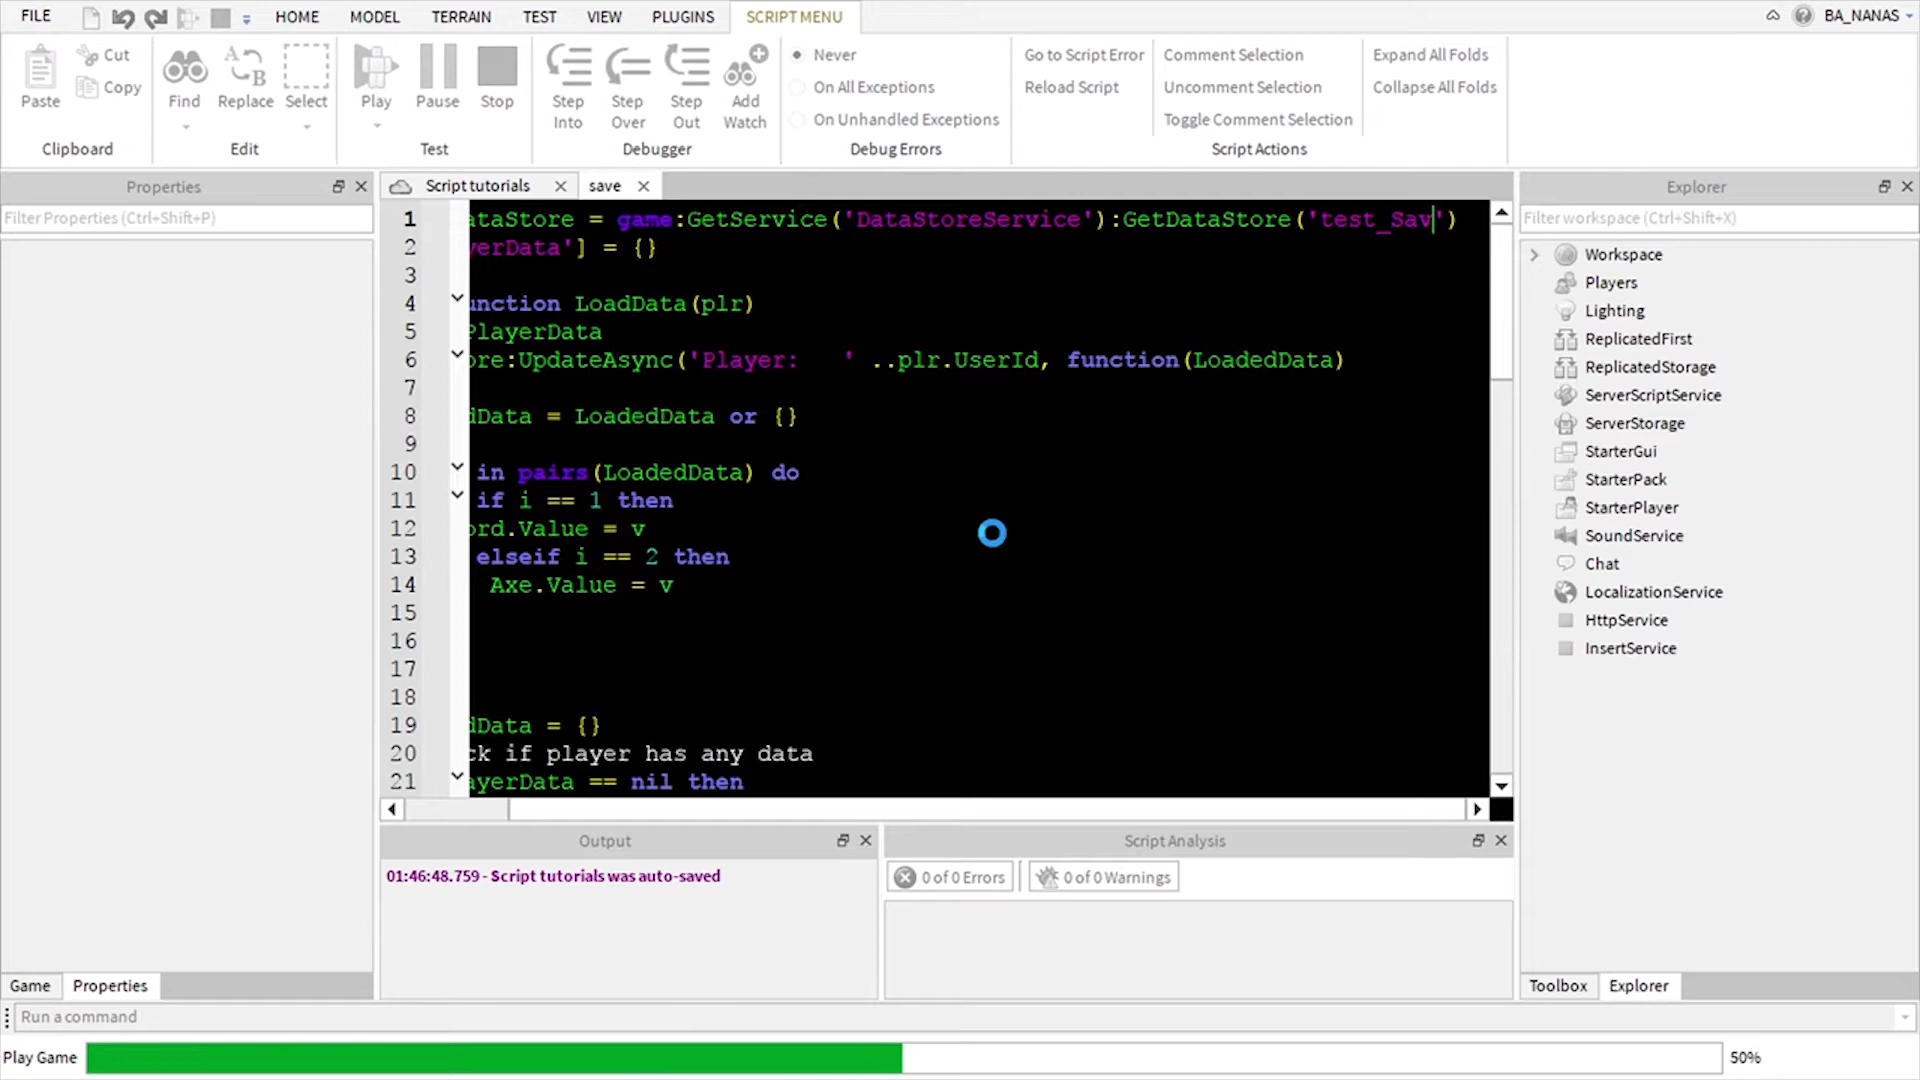 FILE HOME MODEL TERRAIN TEST VIEW PLUGINS SCRIPT MENU BA_NANAS
Paste Cut Copy
Clipboard
Find Replace Select
Edit
Play Pause Stop
Test
Step Into Step Over Step Out Add Watch
Debugger
Never
On All Exceptions
On Unhandled Exceptions
Debug Errors
Go to Script Error
Reload Script
Comment Selection
Uncomment Selection
Toggle Comment Selection
Expand All Folds
Collapse All Folds
Script Actions
Properties
Filter Properties (Ctrl+Shift+P)
Script tutorials save
1 ataStore = game:GetService('DataStoreService'):GetDataStore('test_Sav')
2 yerData'] = {}
3
4 unction LoadData(plr)
5 PlayerData
6 ore:UpdateAsync('Player:   ' ..plr.UserId, function(LoadedData)
7
8 dData = LoadedData or {}
9
10 in pairs(LoadedData) do
11 if i == 1 then
12 ord.Value = v
13 elseif i == 2 then
14 Axe.Value = v
15
16
17
18
19 dData = {}
20 ck if player has any data
21 ayerData == nil then
Explorer
Filter workspace (Ctrl+Shift+X)
Workspace
Players
Lighting
ReplicatedFirst
ReplicatedStorage
ServerScriptService
ServerStorage
StarterGui
StarterPack
StarterPlayer
SoundService
Chat
LocalizationService
HttpService
InsertService
Output
01:46:48.759 - Script tutorials was auto-saved
Script Analysis
0 of 0 Errors 0 of 0 Warnings
Game Properties
Toolbox Explorer
Run a command
Play Game 50%